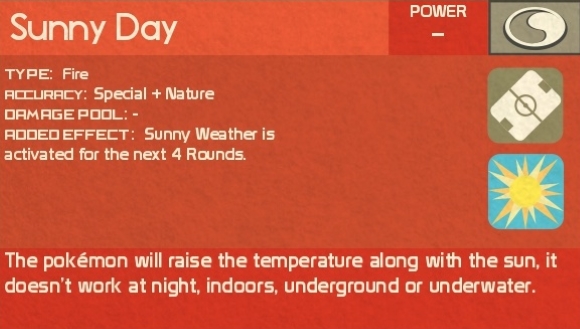 Sunny Day
POWER
–
TYPE: Fire
ACCURACY: Special + Nature
DAMAGE POOL: -
ADDED EFFECT: Sunny Weather is
activated for the next 4 Rounds.
The pokémon will raise the temperature along with the sun, it
doesn't work at night, indoors, underground or underwater.